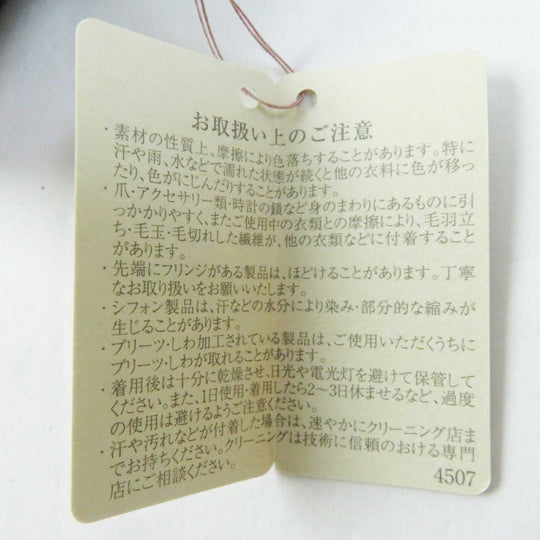 お取扱い上のご注意
・素材の性質上、摩擦により色落ちすることがあります。特に
汗や雨、水などで濡れた状態が続くと他の衣料に色が移っ
たり、色がにじんだりすることがあります。
・爪・アクセサリー類・時計の鎖など身のまわりにあるものに引
っかかりやすく、またご使用中の衣類との摩擦により、毛羽立
ち・毛玉・毛切れした繊維が、他の衣類などに付着すること
があります。
・先端にフリンジがある製品は、ほどけることがあります。丁寧
なお取り扱いをお願いいたします。
・シフォン製品は、汗などの水分により染み・部分的な縮みが
生じることがあります。
・プリーツ・しわ加工されている製品は、ご使用いただくうちに
プリーツ・しわが取れることがあります。
・着用後は十分に乾燥させ、日光や電光灯を避けて保管して
ください。また、1日使用・着用したら2～3日休ませるなど、過度
の使用は避けるようご注意ください。
・汗や汚れなどが付着した場合は、速やかにクリーニング店ま
でお持ちください。クリーニングは技術に信頼のおける専門
店にご相談ください。
4507